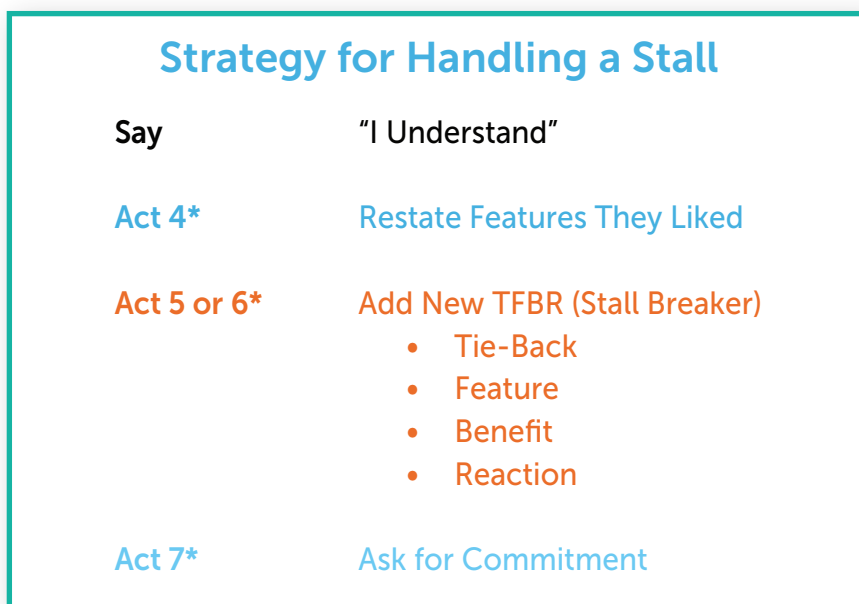 Strategy for Handling a Stall
Say “I Understand”
Act 4* Restate Features They Liked
Act 5 or 6* Add New TFBR (Stall Breaker)
• Tie-Back
• Feature
• Benefit
• Reaction
Act 7* Ask for Commitment